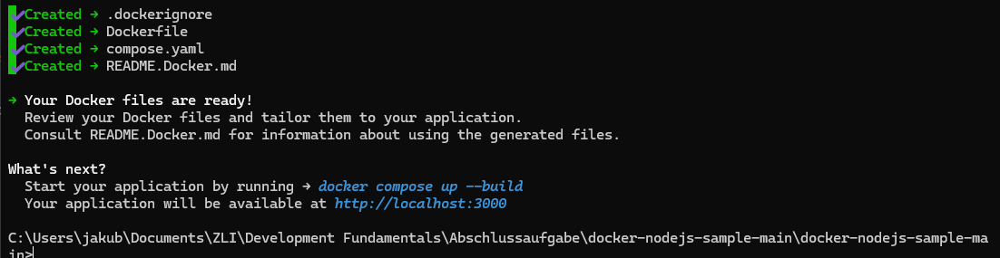 Created → .dockerignore
Created → Dockerfile
Created → compose.yaml
Created → README.Docker.md
→ Your Docker files are ready!
Review your Docker files and tailor them to your application.
Consult README.Docker.md for information about using the generated files.
What's next?
Start your application by running → docker compose up --build
Your application will be available at http://localhost:3000
C:\Users\jakub\Documents\ZLI\Development Fundamentals\Abschlussaufgabe\docker-nodejs-sample-main\docker-nodejs-sample-ma
in>